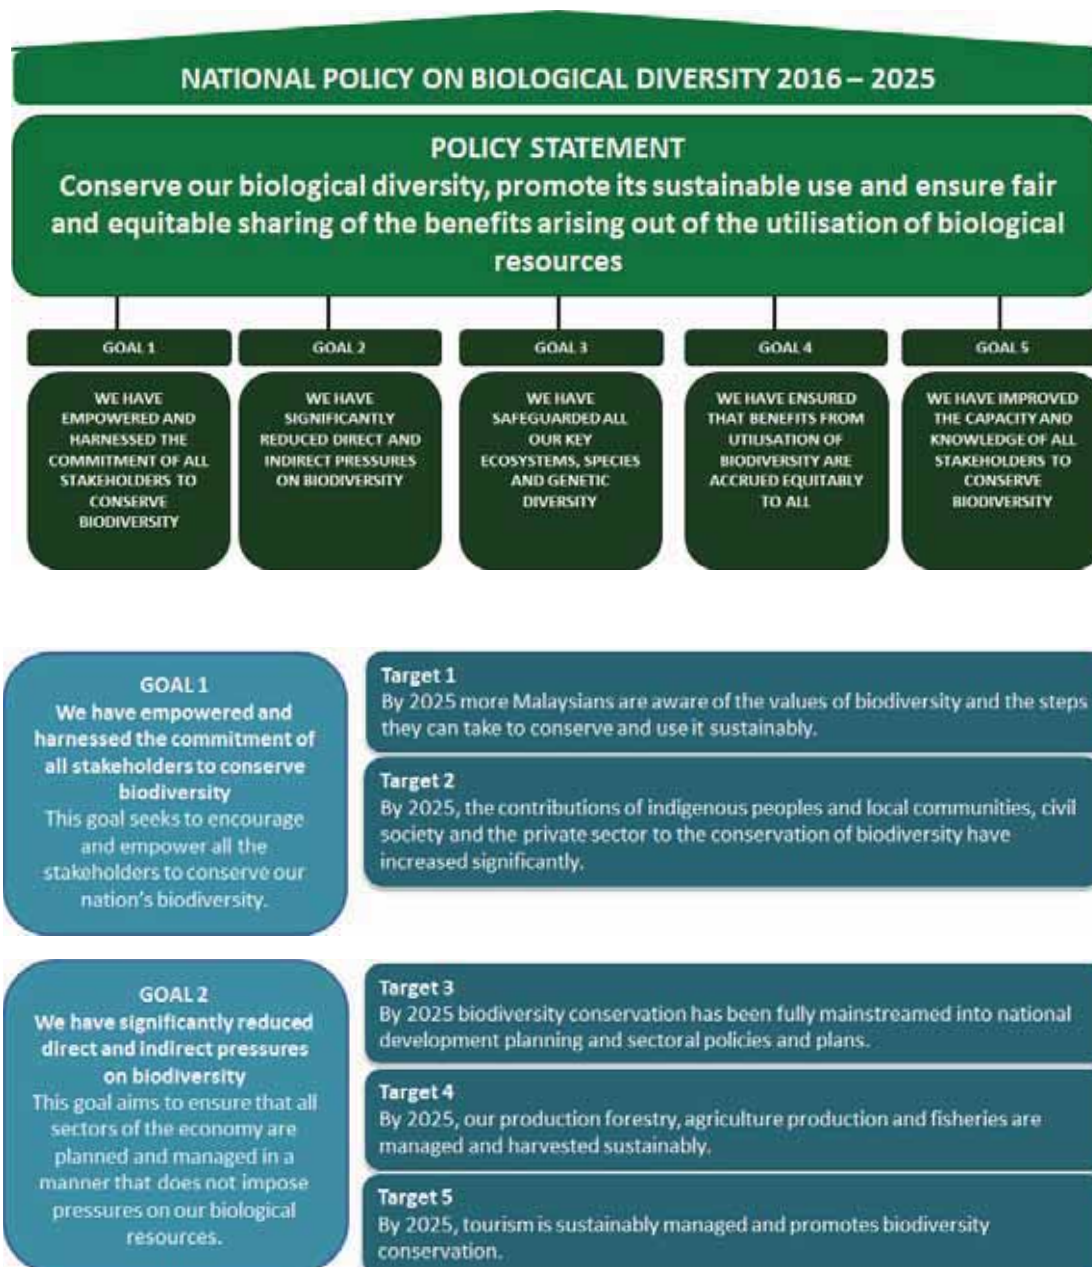 NATIONAL POLICY ON BIOLOGICAL DIVERSITY 2016 – 2025
POLICY STATEMENT
Conserve our biological diversity, promote its sustainable use and ensure fair
and equitable sharing of the benefits arising out of the utilisation of biological
resources
GOAL 1
WE HAVE
EMPOWERED AND
HARNESSED THE
COMMITMENT OF ALL
STAKEHOLDERS TO
CONSERVE
BIODIVERSITY
GOAL 2
WE HAVE
SIGNIFICANTLY
REDUCED DIRECT AND
INDIRECT PRESSURES
ON BIODIVERSITY
GOAL 3
WE HAVE
SAFEGUARDED ALL
OUR KEY
ECOSYSTEMS, SPECIES
AND GENETIC
DIVERSITY
GOAL 4
WE HAVE ENSURED
THAT BENEFITS FROM
UTILISATION OF
BIODIVERSITY ARE
ACCRUED EQUITABLY
TO ALL
GOAL 5
WE HAVE IMPROVED
THE CAPACITY AND
KNOWLEDGE OF ALL
STAKEHOLDERS TO
CONSERVE
BIODIVERSITY
GOAL 1
We have empowered and
harnessed the commitment of
all stakeholders to conserve
biodiversity
This goal seeks to encourage
and empower all the
stakeholders to conserve our
nation's biodiversity.
Target 1
By 2025 more Malaysians are aware of the values of biodiversity and the steps
they can take to conserve and use it sustainably.
Target 2
By 2025, the contributions of indigenous peoples and local communities, civil
society and the private sector to the conservation of biodiversity have
increased significantly.
GOAL 2
We have significantly reduced
direct and indirect pressures
on biodiversity
This goal aims to ensure that all
sectors of the economy are
planned and managed in a
manner that does not impose
pressures on our biological
resources.
Target 3
By 2025 biodiversity conservation has been fully mainstreamed into national
development planning and sectoral policies and plans.
Target 4
By 2025, our production forestry, agriculture production and fisheries are
managed and harvested sustainably.
Target 5
By 2025, tourism is sustainably managed and promotes biodiversity
conservation.